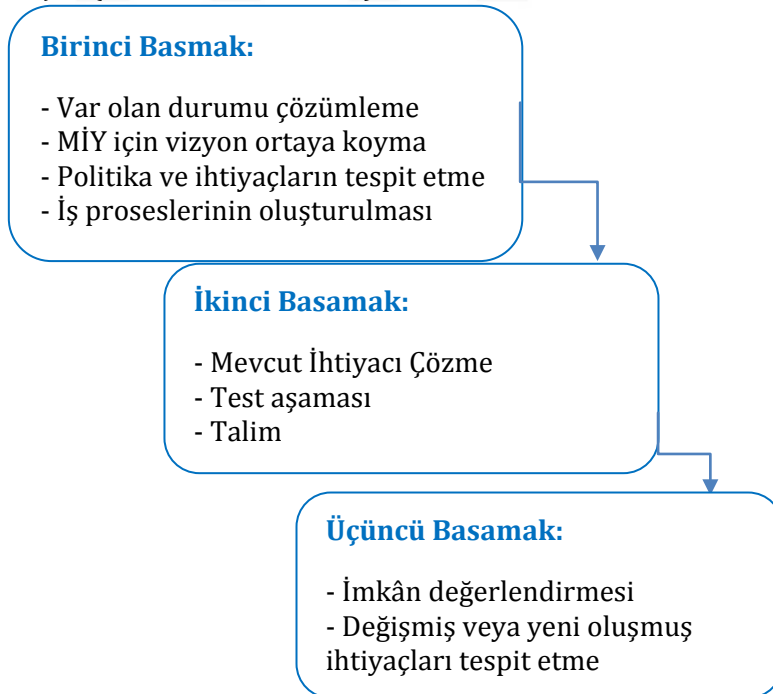 Birinci Basmak:
- Var olan durumu çözümleme
- MİY için vizyon ortaya koyma
- Politika ve ihtiyaçların tespit etme
- İş proseslerinin oluşturulması
İkinci Basamak:
- Mevcut İhtiyacı Çözme
- Test aşaması
- Talim
Üçüncü Basamak:
- İmkân değerlendirmesi
- Değişmiş veya yeni oluşmuş
ihtiyaçları tespit etme